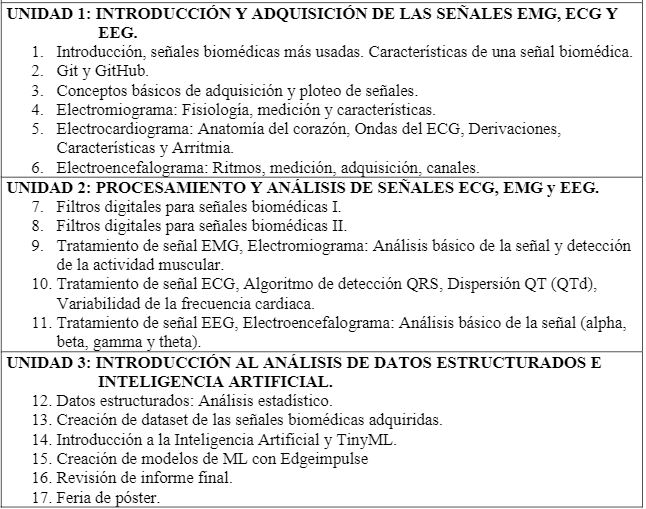 UNIDAD 1: INTRODUCCIÓN Y ADQUISICIÓN DE LAS SEÑALES EMG, ECG Y
EEG.
1. Introducción, señales biomédicas más usadas. Características de una señal biomédica.
2. Git y GitHub.
3. Conceptos básicos de adquisición y ploteo de señales.
4. Electromiograma: Fisiología, medición y características.
5. Electrocardiograma: Anatomía del corazón, Ondas del ECG, Derivaciones,
Características y Arritmia.
6. Electroencefalograma: Ritmos, medición, adquisición, canales.
UNIDAD 2: PROCESAMIENTO Y ANÁLISIS DE SEÑALES ECG, EMG y EEG.
7. Filtros digitales para señales biomédicas I.
8. Filtros digitales para señales biomédicas II.
9. Tratamiento de señal EMG, Electromiograma: Análisis básico de la señal y detección
de la actividad muscular.
10. Tratamiento de señal ECG, Algoritmo de detección QRS, Dispersión QT (QTd),
Variabilidad de la frecuencia cardiaca.
11. Tratamiento de señal EEG, Electroencefalograma: Análisis básico de la señal (alpha,
beta, gamma y theta).
UNIDAD 3: INTRODUCCIÓN AL ANÁLISIS DE DATOS ESTRUCTURADOS E
INTELIGENCIA ARTIFICIAL.
12. Datos estructurados: Análisis estadístico.
13. Creación de dataset de las señales biomédicas adquiridas.
14. Introducción a la Inteligencia Artificial y TinyML.
15. Creación de modelos de ML con Edgeimpulse
16. Revisión de informe final.
17. Feria de póster.